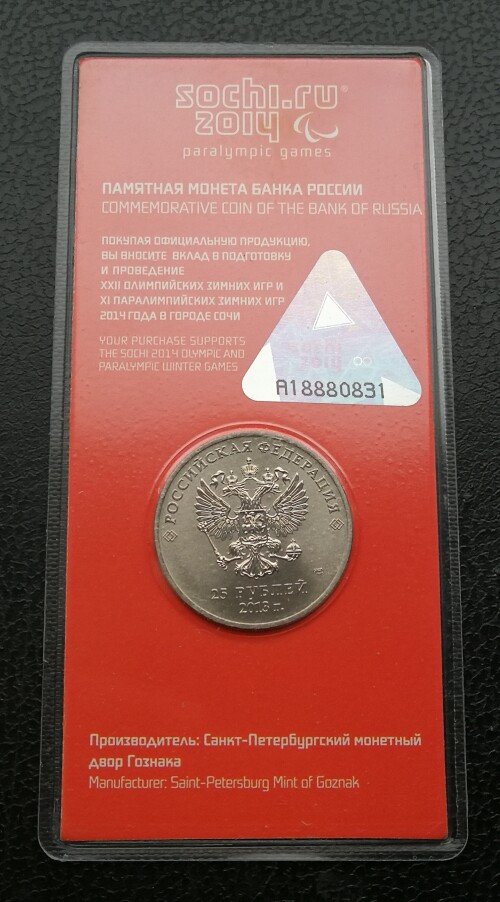 sochi.ru
2014
paralympic games
ПАМЯТНАЯ МОНЕТА БАНКА РОССИИ
COMMEMORATIVE COIN OF THE BANK OF RUSSIA
ПОКУПАЯ ОФИЦИАЛЬНУЮ ПРОДУКЦИЮ,
ВЫ ВНОСИТЕ ВКЛАД В ПОДГОТОВКУ
И ПРОВЕДЕНИЕ
XXII ОЛИМПИЙСКИХ ЗИМНИХ ИГР И
XI ПАРАЛИМПИЙСКИХ ЗИМНИХ ИГР
2014 ГОДА В ГОРОДЕ СОЧИ
YOUR PURCHASE SUPPORTS
THE SOCHI 2014 OLYMPIC AND
PARALYMPIC WINTER GAMES
A18880831
РОССИЙСКАЯ ФЕДЕРАЦИЯ
25 РУБЛЕЙ
2013 г.
Производитель: Санкт-Петербургский монетный
двор Гознака
Manufacturer: Saint-Petersburg Mint of Goznak